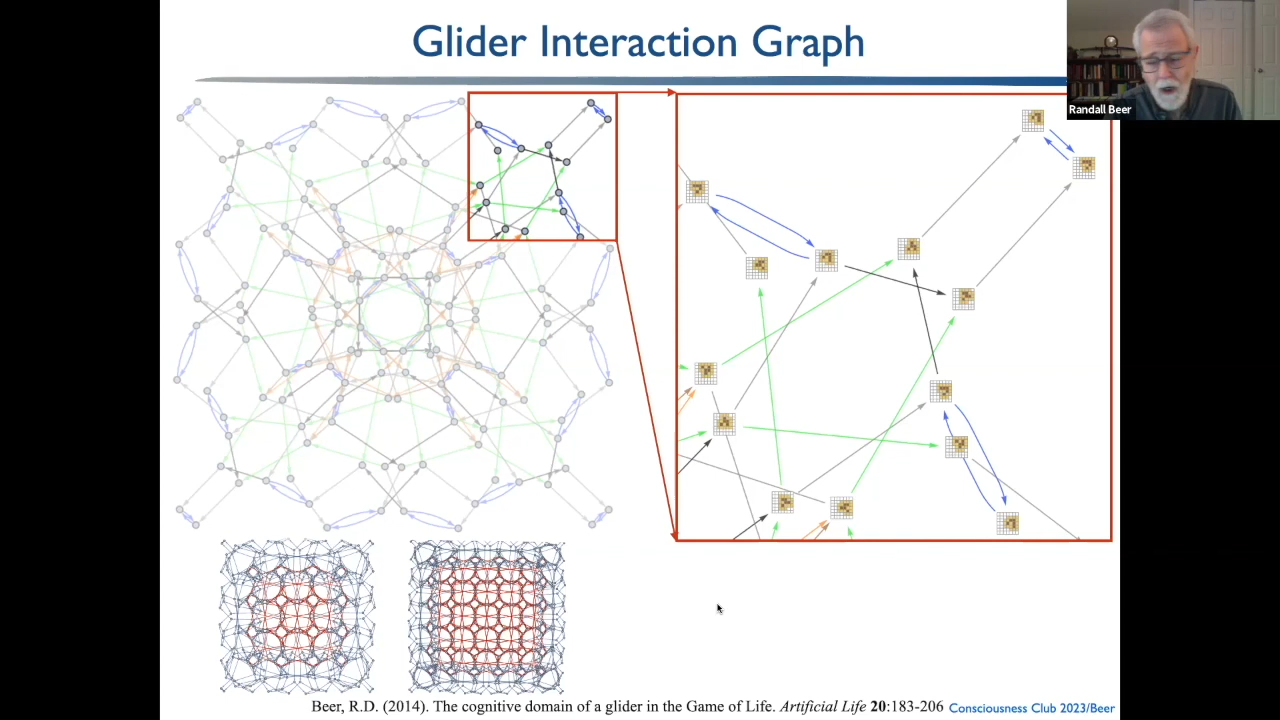 Glider Interaction Graph
Randall Beer
Beer, R.D. (2014). The cognitive domain of a glider in the Game of Life. Artificial Life 20:183-206
Consciousness Club 2023/Beer